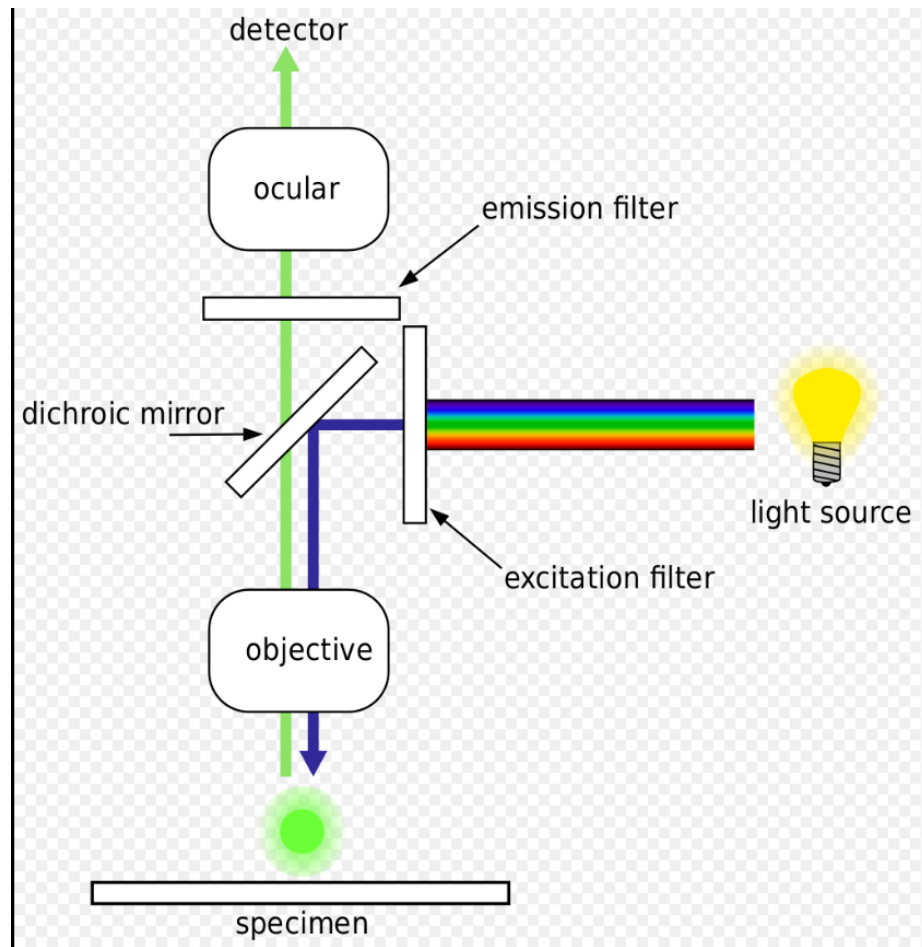 detector
ocular
emission filter
dichroic mirror
light source
excitation filter
objective
specimen